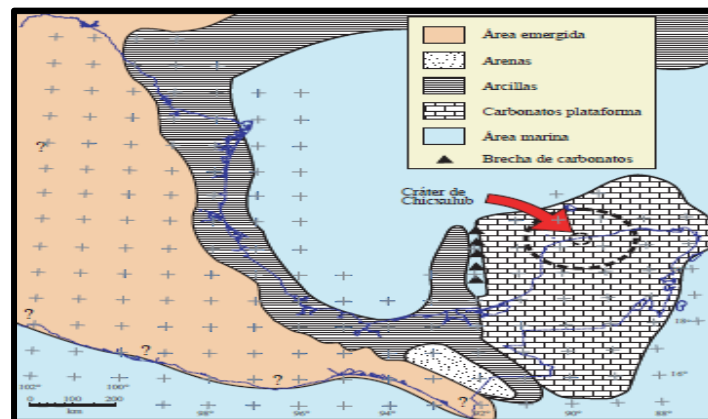 Área emergida
Arenas
Arcillas
Carbonatos plataforma
Área marina
Brecha de carbonatos
Cráter de
Chicxulub
?
?
?
?
?
18°
16°
102°
100°
98°
96°
94°
92°
90°
88°
0 100 200
km